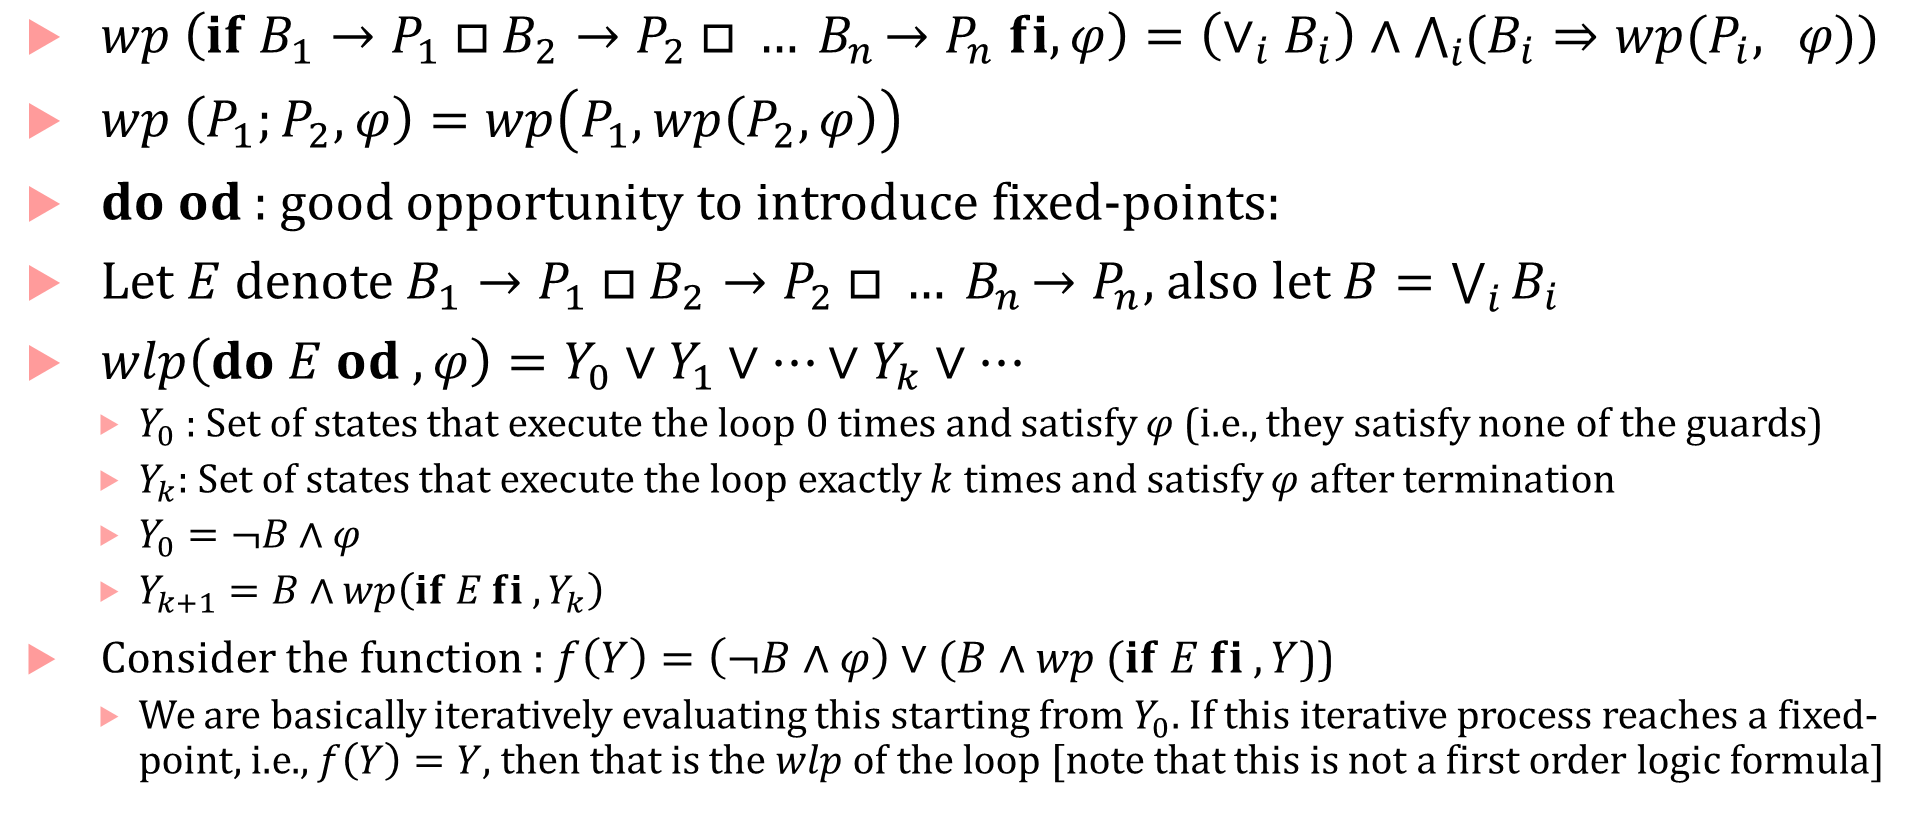 ▶ wp (if B₁ → P₁ □ B₂ → P₂ □ … Bₙ → Pₙ fi, φ) = (∨ᵢ Bᵢ) ∧ ⋀ᵢ(Bᵢ ⇒ wp(Pᵢ, φ))
▶ wp (P₁; P₂, φ) = wp(P₁, wp(P₂, φ))
▶ do od : good opportunity to introduce fixed-points:
▶ Let E denote B₁ → P₁ □ B₂ → P₂ □ … Bₙ → Pₙ, also let B = ⋁ᵢ Bᵢ
▶ wlp(do E od , φ) = Y₀ ∨ Y₁ ∨ ⋯ ∨ Yₖ ∨ ⋯
▶ Y₀ : Set of states that execute the loop 0 times and satisfy φ (i.e., they satisfy none of the guards)
▶ Yₖ: Set of states that execute the loop exactly k times and satisfy φ after termination
▶ Y₀ = ¬B ∧ φ
▶ Yₖ₊₁ = B ∧ wp(if E fi , Yₖ)
▶ Consider the function : f(Y) = (¬B ∧ φ) ∨ (B ∧ wp (if E fi , Y))
▶ We are basically iteratively evaluating this starting from Y₀. If this iterative process reaches a fixed-
point, i.e., f(Y) = Y, then that is the wlp of the loop [note that this is not a first order logic formula]